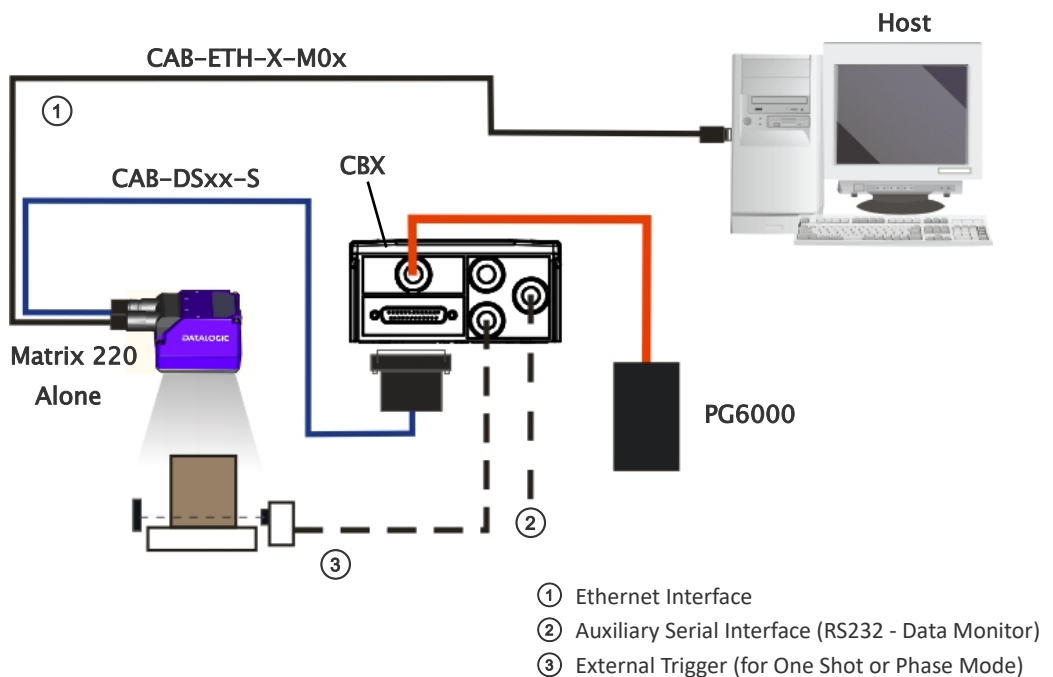 Host
CAB-ETH-X-M0x
1
CAB-DSxx-S
CBX
DATALOGIC
Matrix 220
Alone
PG6000
2
3
1 Ethernet Interface
2 Auxiliary Serial Interface (RS232 - Data Monitor)
3 External Trigger (for One Shot or Phase Mode)